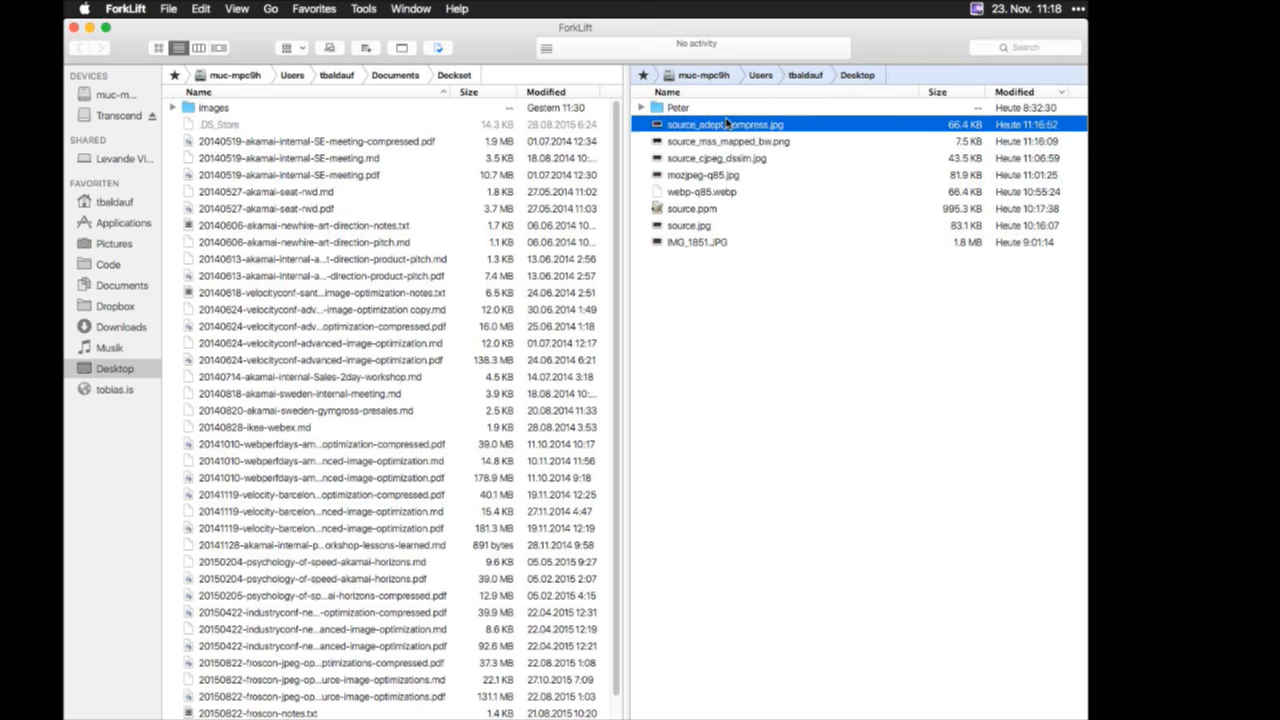 ForkLift File Edit View Go Favorites Tools Window Help 23. Nov. 11:18
ForkLift
No activity
Search
DEVICES
muc-m...
Transcend
SHARED
Levande Vi...
FAVORITEN
tbaldauf
Applications
Pictures
Code
Documents
Dropbox
Downloads
Musik
Desktop
tobias.is
muc-mpc9h Users tbaldauf Documents Deckset
Name Size Modified
images -- Gestern 11:30
.DS_Store 14.3 KB 28.08.2015 6:24
20140519-akamai-internal-SE-meeting-compressed.pdf 1.9 MB 01.07.2014 12:34
20140519-akamai-internal-SE-meeting.md 3.5 KB 18.08.2014 10:...
20140519-akamai-internal-SE-meeting.pdf 10.7 MB 01.07.2014 12:30
20140527-akamai-seat-rwd.md 1.8 KB 27.05.2014 11:02
20140527-akamai-seat-rwd.pdf 3.7 MB 27.05.2014 11:03
20140606-akamai-newhire-art-direction-notes.txt 1.7 KB 06.06.2014 10:...
20140606-akamai-newhire-art-direction-pitch.md 1.1 KB 06.06.2014 10:...
20140613-akamai-internal-a...t-direction-product-pitch.md 1.3 KB 13.06.2014 2:56
20140613-akamai-internal-a...-direction-product-pitch.pdf 7.4 MB 13.06.2014 2:56
20140618-velocityconf-sant...image-optimization-notes.txt 6.5 KB 24.06.2014 2:51
20140624-velocityconf-adv...-image-optimization copy.md 12.0 KB 30.06.2014 1:49
20140624-velocityconf-adv...optimization-compressed.pdf 16.0 MB 25.06.2014 1:18
20140624-velocityconf-advanced-image-optimization.md 12.0 KB 01.07.2014 12:17
20140624-velocityconf-advanced-image-optimization.pdf 138.3 MB 24.06.2014 6:21
20140714-akamai-internal-Sales-2day-workshop.md 4.5 KB 14.07.2014 3:18
20140818-akamai-sweden-internal-meeting.md 3.9 KB 18.08.2014 10:...
20140820-akamai-sweden-gymgross-presales.md 2.5 KB 20.08.2014 11:33
20140828-ikea-webex.md 1.9 KB 28.08.2014 3:53
20141010-webperfdays-am...optimization-compressed.pdf 39.0 MB 11.10.2014 10:17
20141010-webperfdays-am...nced-image-optimization.md 14.8 KB 10.11.2014 11:56
20141010-webperfdays-am...nced-image-optimization.pdf 178.9 MB 11.10.2014 9:18
20141119-velocity-barcelon...optimization-compressed.pdf 40.1 MB 19.11.2014 12:25
20141119-velocity-barcelon...nced-image-optimization.md 15.4 KB 27.11.2014 4:47
20141119-velocity-barcelon...nced-image-optimization.pdf 181.3 MB 19.11.2014 12:19
20141128-akamai-internal-p...orkshop-lessons-learned.md 891 bytes 28.11.2014 9:58
20150204-psychology-of-speed-akamai-horizons.md 9.6 KB 05.05.2015 9:27
20150204-psychology-of-speed-akamai-horizons.pdf 39.0 MB 05.02.2015 2:07
20150205-psychology-of-sp...ai-horizons-compressed.pdf 12.9 MB 05.02.2015 4:15
20150422-industryconf-ne...-optimization-compressed.pdf 39.9 MB 22.04.2015 12:31
20150422-industryconf-ne...anced-image-optimization.md 8.6 KB 22.04.2015 12:19
20150422-industryconf-ne...anced-image-optimization.pdf 92.6 MB 22.04.2015 12:21
20150822-froscon-jpeg-op...ptimizations-compressed.pdf 37.3 MB 22.08.2015 1:08
20150822-froscon-jpeg-op...urce-image-optimizations.md 22.1 KB 27.10.2015 7:09
20150822-froscon-jpeg-op...urce-image-optimizations.pdf 131.1 MB 22.08.2015 1:03
20150822-froscon-notes.txt 1.4 KB 21.08.2015 10:20
muc-mpc9h Users tbaldauf Desktop
Name Size Modified
Peter -- Heute 8:32:30
source_adept_compress.jpg 66.4 KB Heute 11:16:52
source_mss_mapped_bw.png 7.5 KB Heute 11:16:09
source_cjpeg_dssim.jpg 43.5 KB Heute 11:06:59
mozjpeg-q85.jpg 81.9 KB Heute 11:01:25
webp-q85.webp 66.4 KB Heute 10:55:24
source.ppm 995.3 KB Heute 10:17:38
source.jpg 83.1 KB Heute 10:16:07
IMG_1851.JPG 1.8 MB Heute 9:01:14